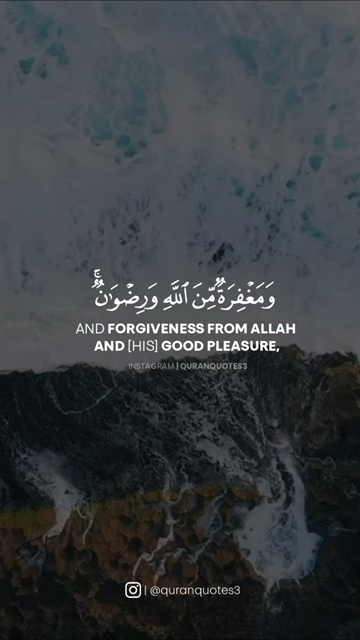 وَمَغْفِرَةٌ مِّنَ ٱللَّهِ وَرِضْوَٰنٌ ۚ
AND FORGIVENESS FROM ALLAH
AND [HIS] GOOD PLEASURE,
INSTAGRAM | QURANQUOTES3
| @quranquotes3